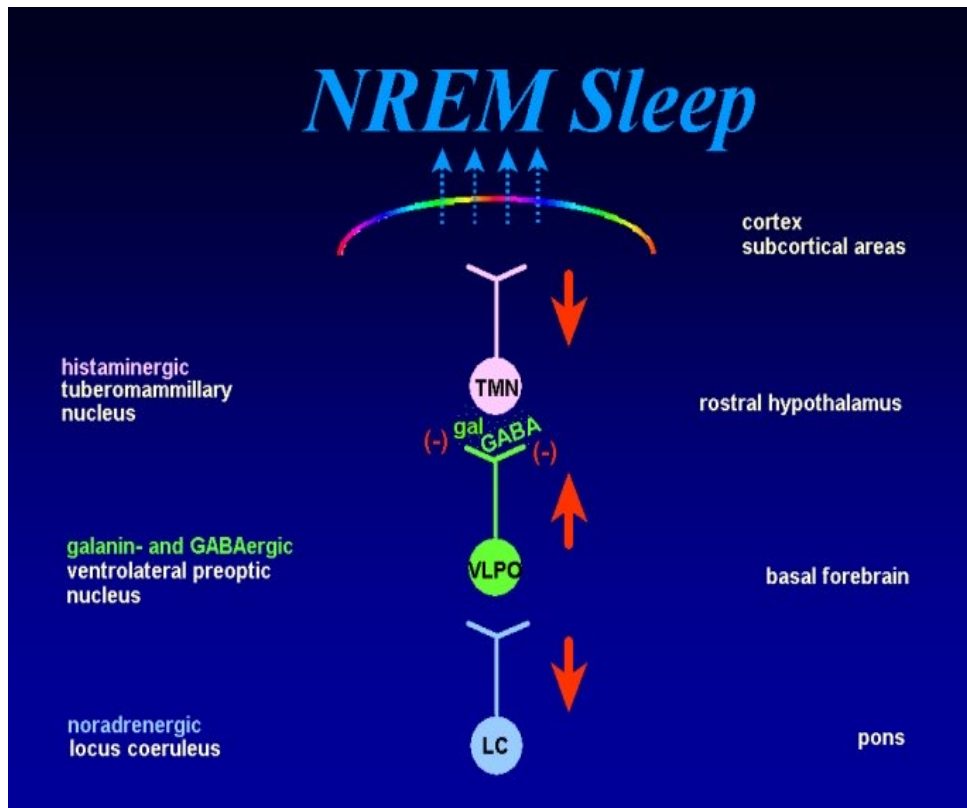 NREM Sleep
cortex
subcortical areas
histaminergic
tuberomammillary
nucleus
TMN
rostral hypothalamus
gal
GABA
(-)
(-)
galanin- and GABAergic
ventrolateral preoptic
nucleus
VLPO
basal forebrain
noradrenergic
locus coeruleus
LC
pons